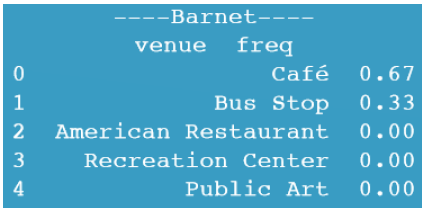 ----Barnet----
venue freq
0 Café 0.67
1 Bus Stop 0.33
2 American Restaurant 0.00
3 Recreation Center 0.00
4 Public Art 0.00